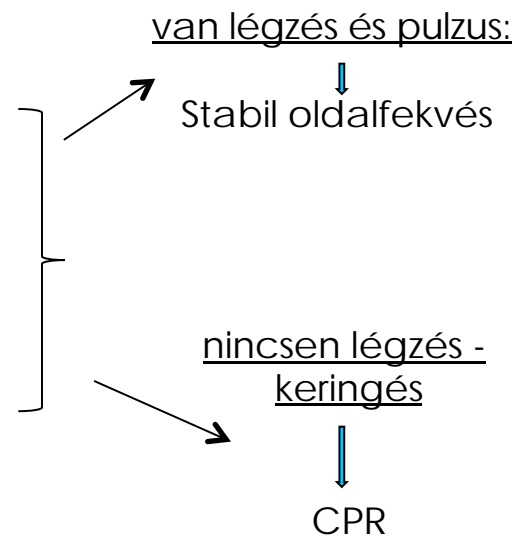 van légzés és pulzus:
Stabil oldalfekvés
nincsen légzés -
keringés
CPR